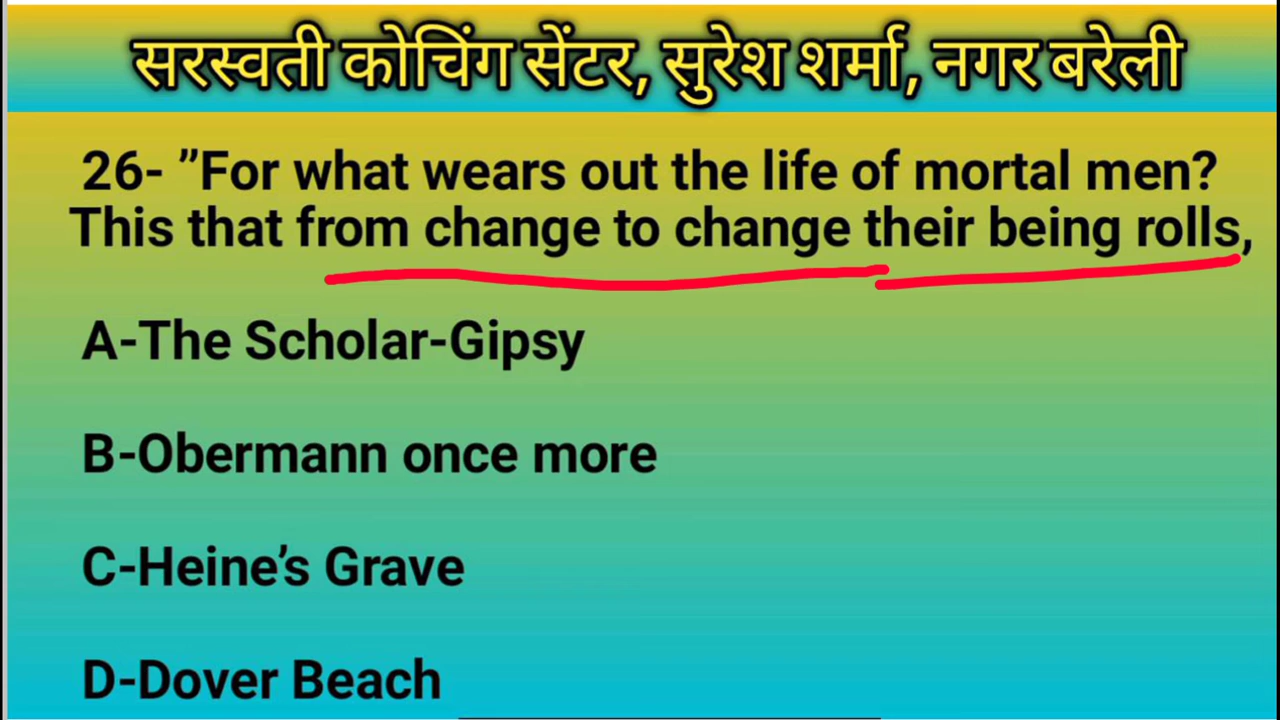 सरस्वती कोचिंग सेंटर, सुरेश शर्मा, नगर बरेली
26- ”For what wears out the life of mortal men?
This that from change to change their being rolls,
A-The Scholar-Gipsy
B-Obermann once more
C-Heine’s Grave
D-Dover Beach